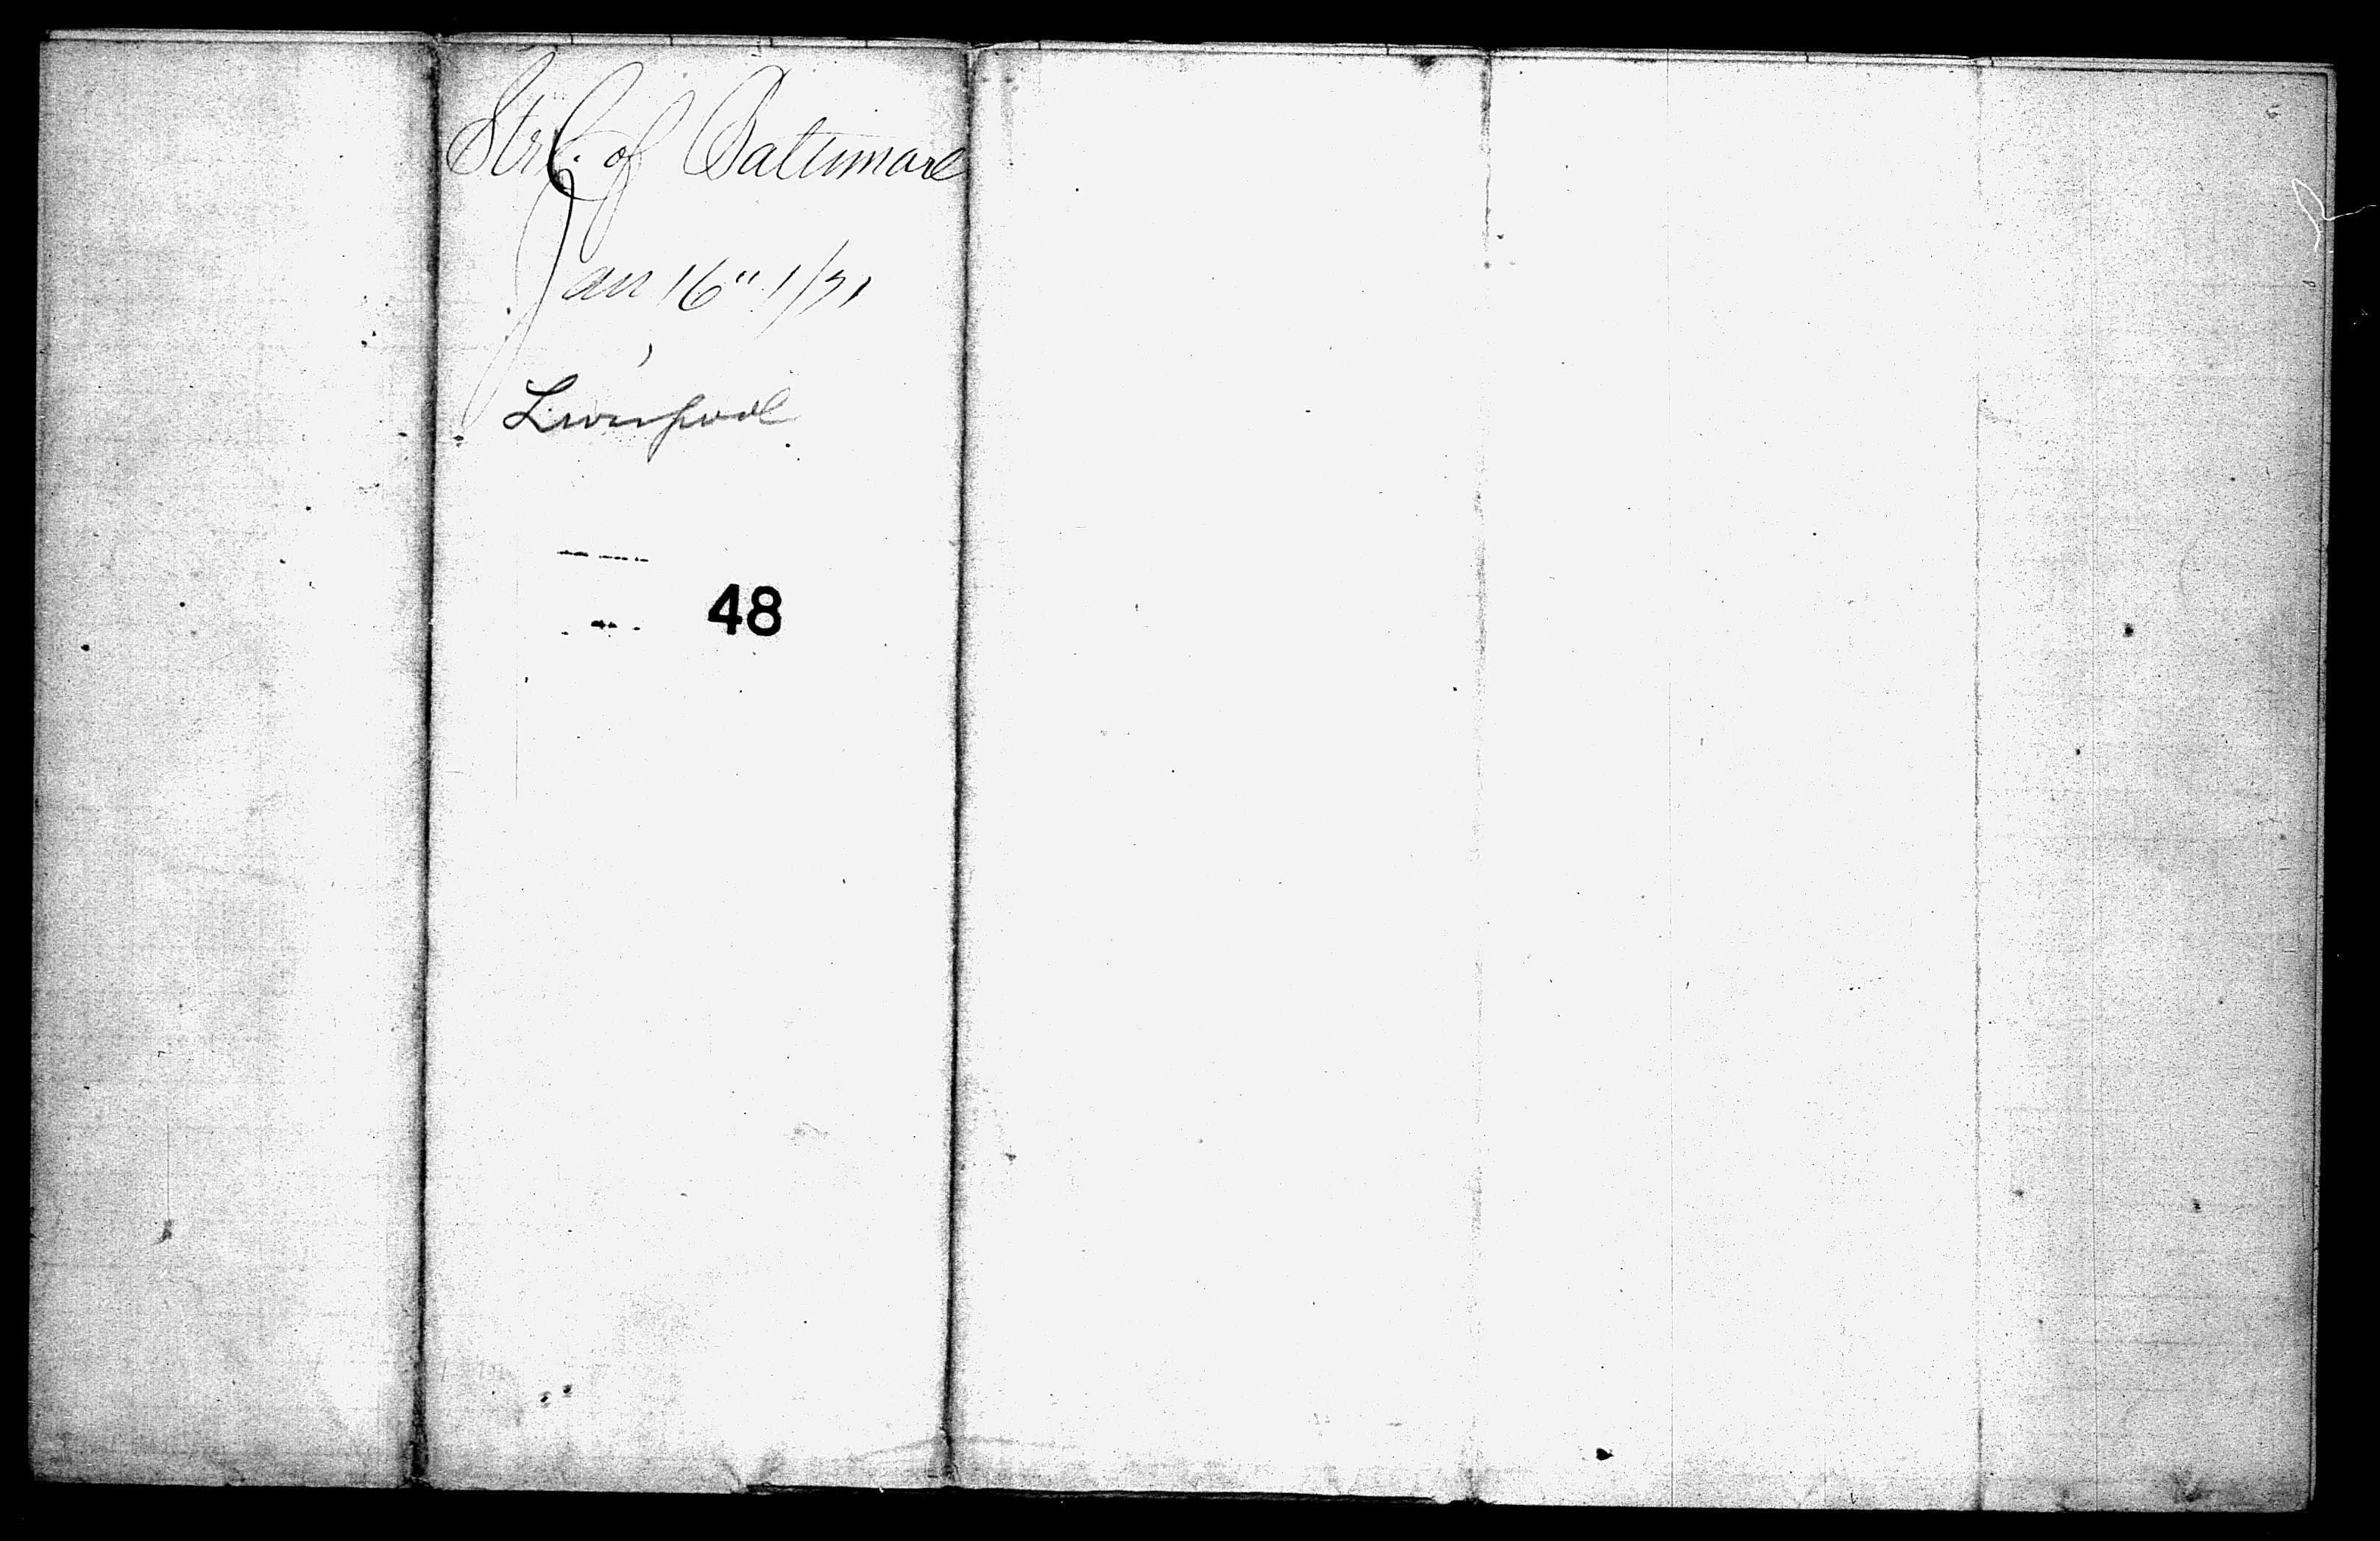 Str C. of Baltimore
Jan 16" 1/71
Liverpool
48